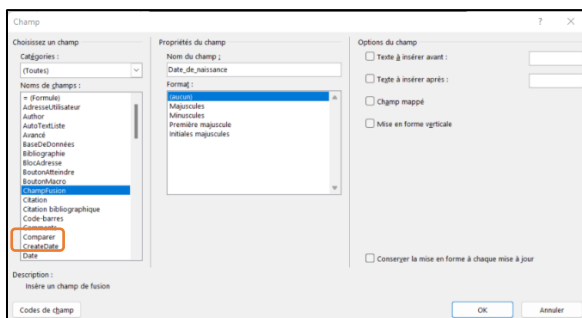 Champ
? ×
Choisissez un champ
Catégories :
(Toutes)
Noms de champs :
= (Formule)
AdresseUtilisateur
Author
AutoTextListe
Avancé
BaseDeDonnées
Bibliographie
BlocAdresse
BoutonAtteindre
BoutonMacro
ChampFusion
Citation
Citation bibliographique
Code-barres
Comments
Comparer
CreateDate
Date
Description :
Insère un champ de fusion
Codes de champ
Propriétés du champ
Nom du champ :
Date_de_naissance
Format :
(aucun)
Majuscules
Minuscules
Première majuscule
Initiales majuscules
Options du champ
Texte à insérer avant :
Texte à insérer après :
Champ mappé
Mise en forme verticale
Conserver la mise en forme à chaque mise à jour
OK
Annuler